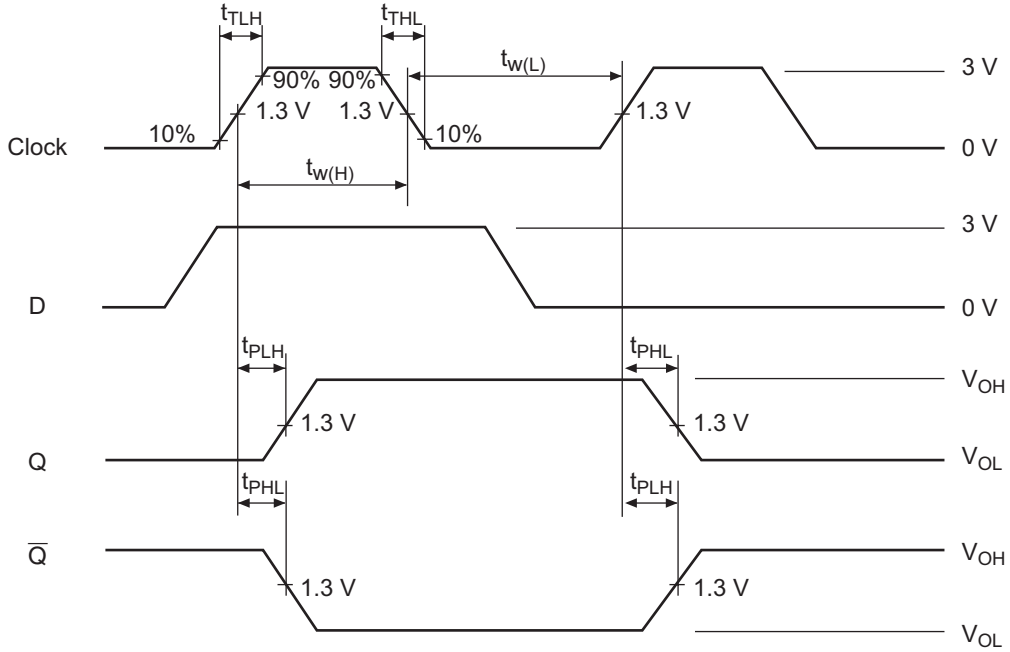 tTLH tTHL
tw(L)
90% 90%
3 V
1.3 V 1.3 V 1.3 V
10% 10%
Clock 0 V
tw(H)
3 V
D 0 V
tPLH tPHL
VOH
1.3 V 1.3 V
Q VOL
tPHL tPLH
Q̅ VOH
1.3 V 1.3 V
VOL